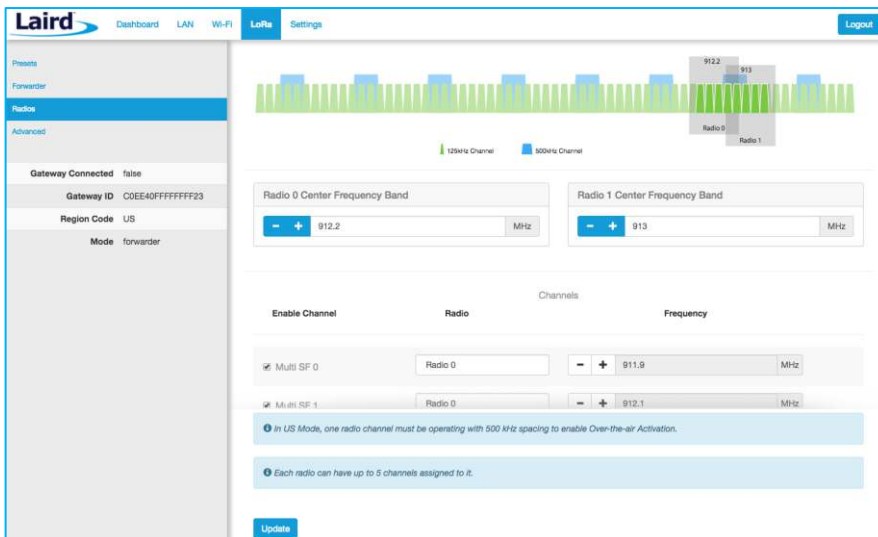 Laird
Dashboard LAN Wi-Fi LoRa Settings Logout
Presets
Forwarder
Radios
Advanced
Gateway Connected false
Gateway ID C0EE40FFFFFFFF23
Region Code US
Mode forwarder
912.2
913
Radio 0
Radio 1
125kHz Channel 500kHz Channel
Radio 0 Center Frequency Band Radio 1 Center Frequency Band
- + 912.2 MHz - + 913 MHz
Channels
Enable Channel Radio Frequency
Multi SF 0 Radio 0 - + 911.9 MHz
Multi SF 1 Radio 0 - + 912.1 MHz
In US Mode, one radio channel must be operating with 500 kHz spacing to enable Over-the-air Activation.
Each radio can have up to 5 channels assigned to it.
Update